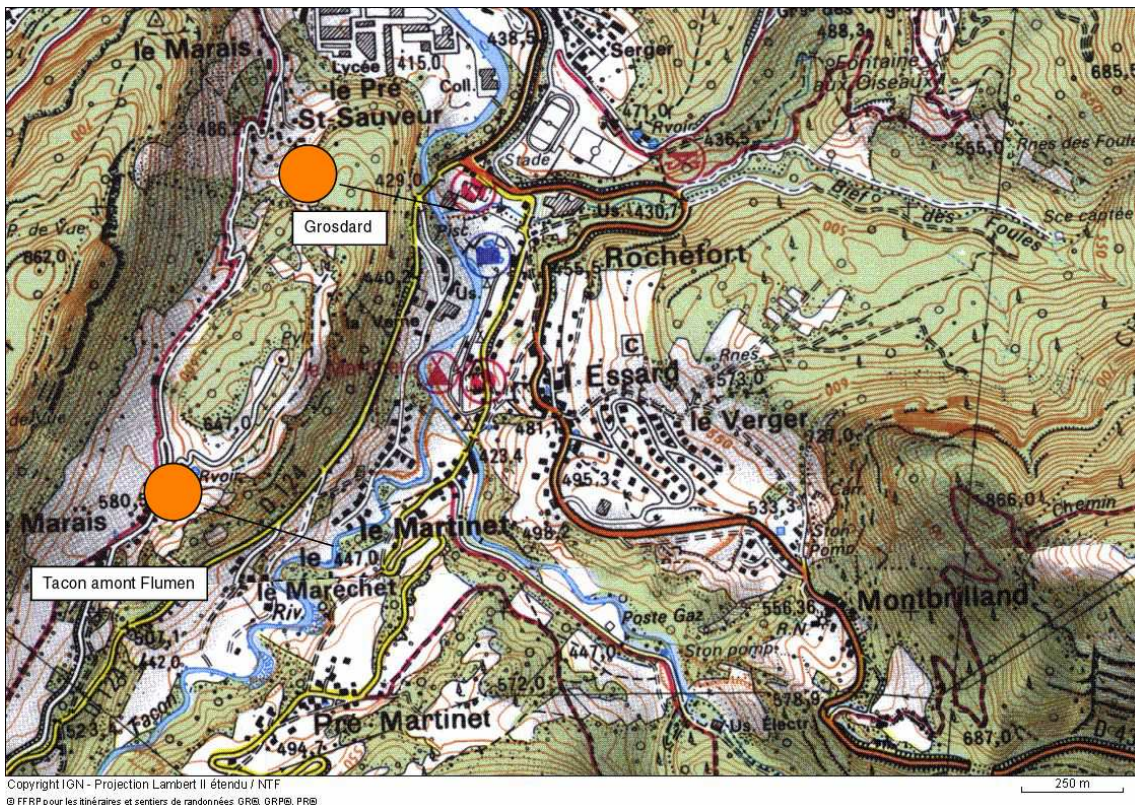 le Marais
Lycée
415,0
438,5
Serger
488,3
Fontaine
aux Oiseaux
685,5
le Pré
St-Sauveur
Coll.
486,2
471,0
Rvoir
436,5
555,0
Rnes des Foules
Stade
429,0
Grosdard
Pisc.
Us.
430,7
Bief des Foules
Sce captée
P. de Vue
862,0
440,2
455,5
Rochefort
Us.
C
l'Essard
Rnes
573,0
le Verger
647,0
481,1
423,4
495,3
Rvoir
580
D 124
Marais
le Martinet
498,2
533,3
Carr.
Ston
Pomp.
866,0
chemin
le
447,0
le Maréchet
Riv.
Tacon amont Flumen
Poste Gaz
556,36
Montbrilland
R.N.
507,1
442,0
447,0
Ston pomp.
572,0
578,9
Tacon
Pré Martinet
Us. Électr.
494,7
687,0
Copyright IGN - Projection Lambert II étendu / NTF
250 m
© FFRP pour les itinéraires et sentiers de randonnées GR®, GRP®, PR®